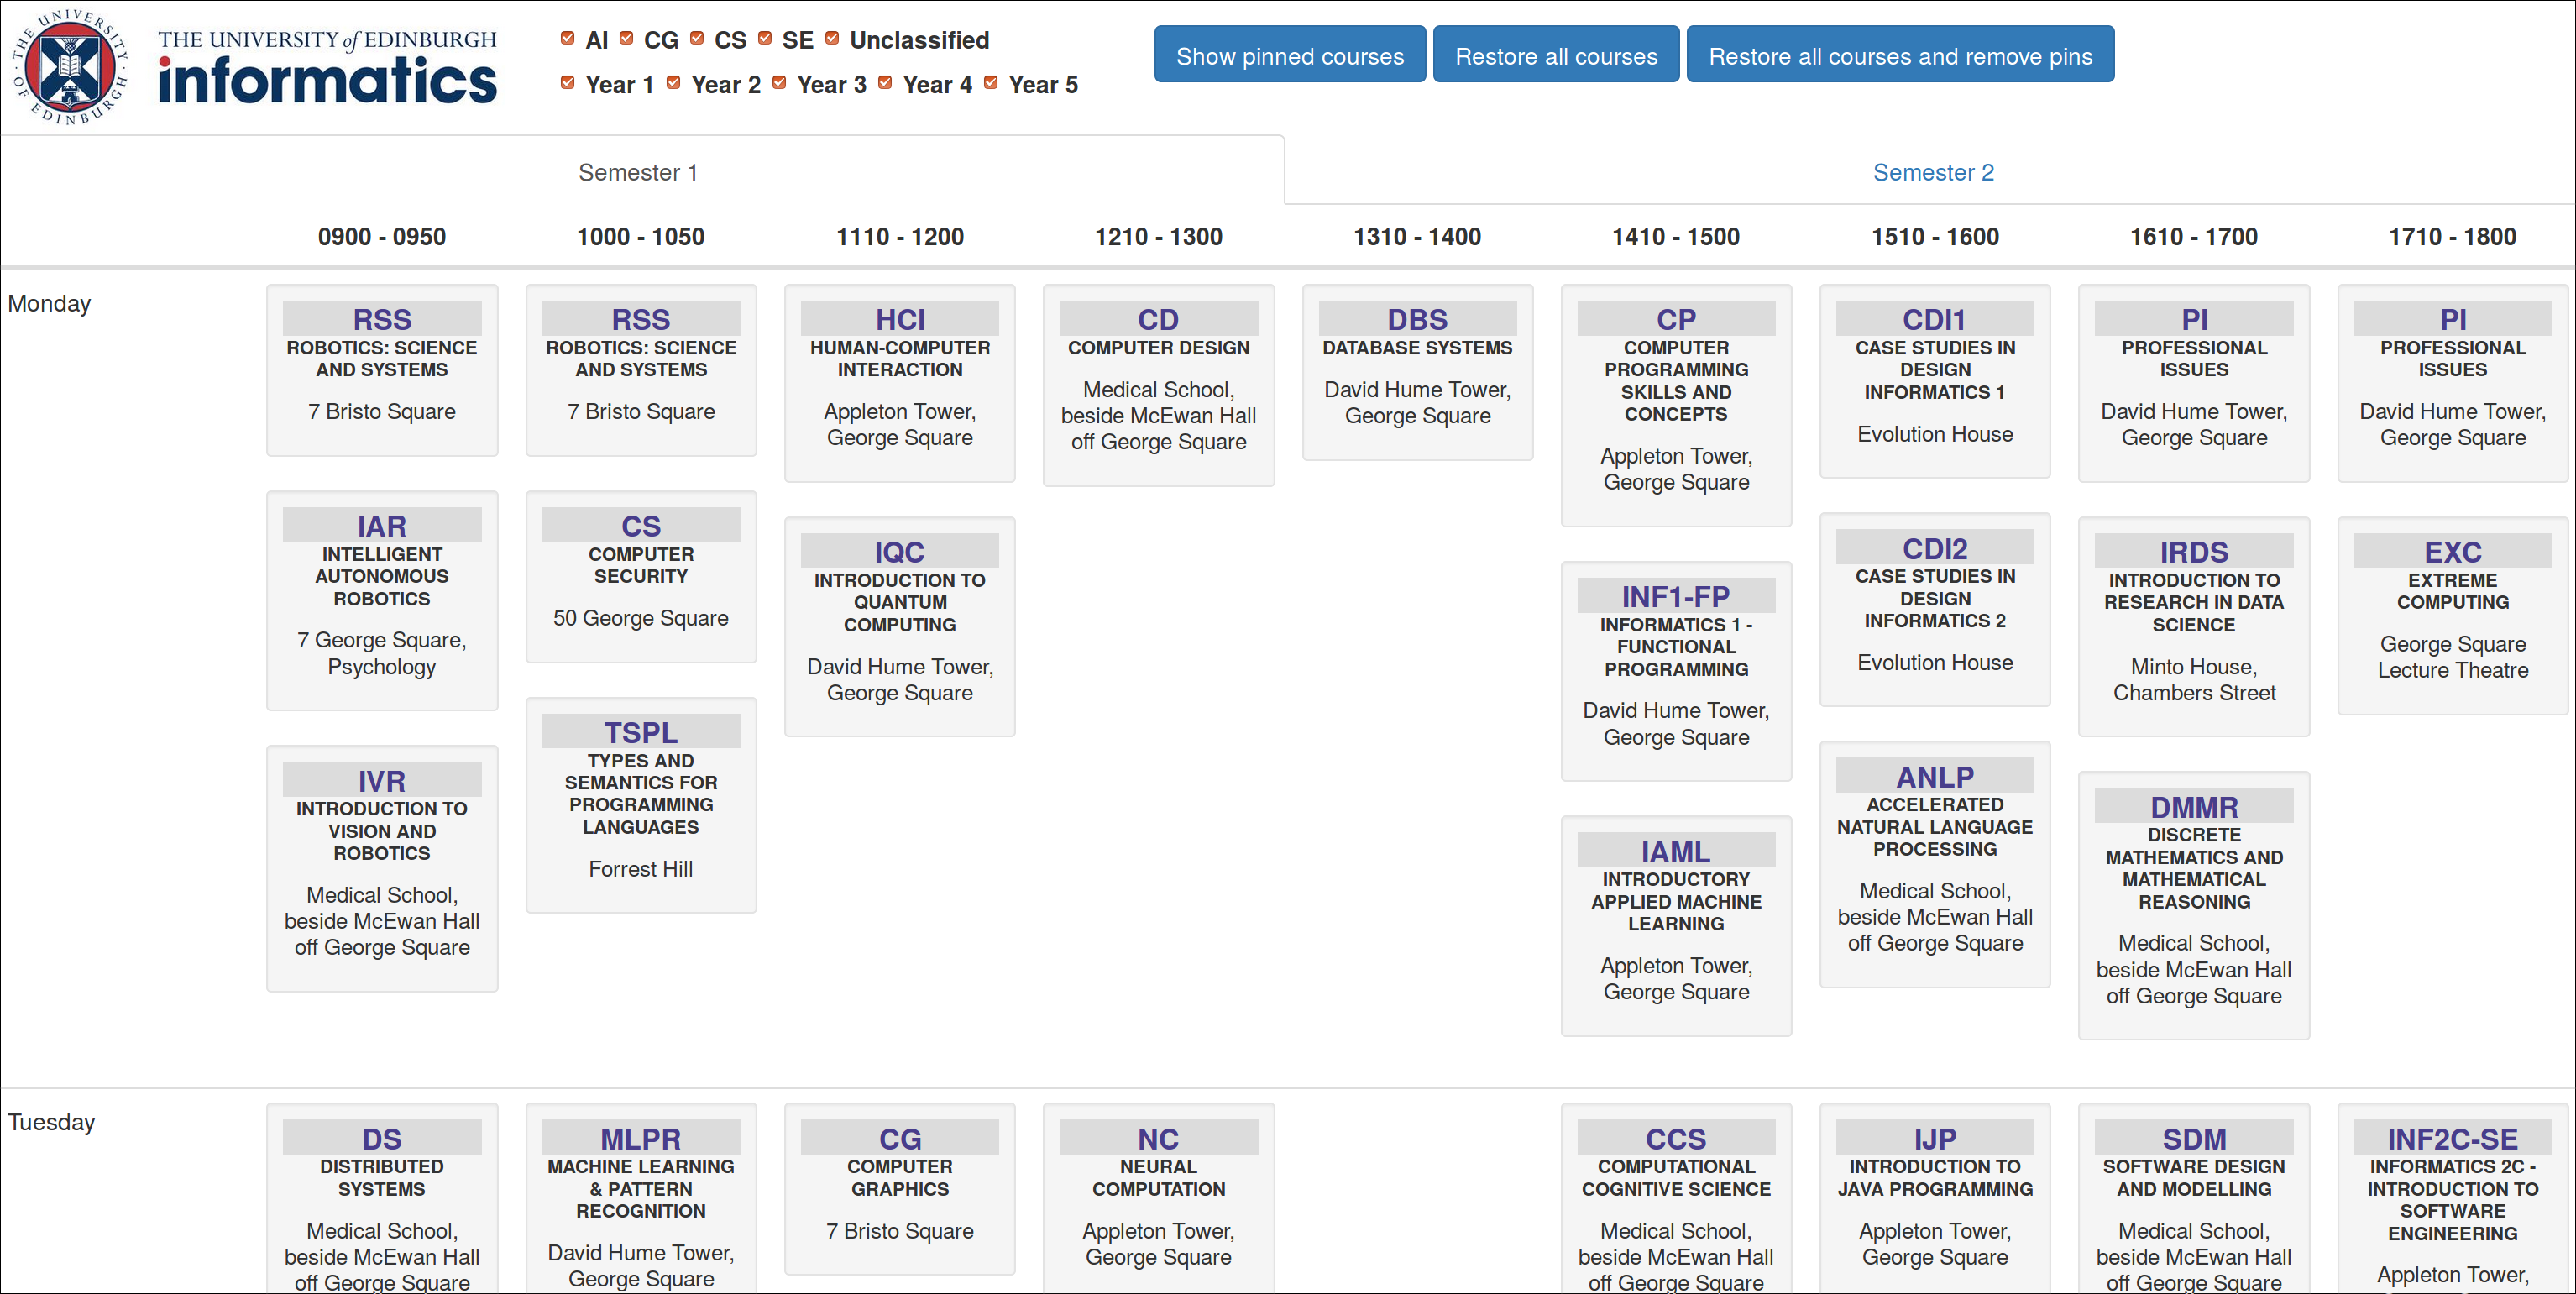 THE UNIVERSITY OF EDINBURGH
THE UNIVERSITY of EDINBURGH
informatics
AI CG CS SE Unclassified
Year 1 Year 2 Year 3 Year 4 Year 5
Show pinned courses
Restore all courses
Restore all courses and remove pins
Semester 1
Semester 2
0900 - 0950
1000 - 1050
1110 - 1200
1210 - 1300
1310 - 1400
1410 - 1500
1510 - 1600
1610 - 1700
1710 - 1800
Monday
RSS
ROBOTICS: SCIENCE
AND SYSTEMS
7 Bristo Square
IAR
INTELLIGENT
AUTONOMOUS
ROBOTICS
7 George Square,
Psychology
IVR
INTRODUCTION TO
VISION AND
ROBOTICS
Medical School,
beside McEwan Hall
off George Square
RSS
ROBOTICS: SCIENCE
AND SYSTEMS
7 Bristo Square
CS
COMPUTER
SECURITY
50 George Square
TSPL
TYPES AND
SEMANTICS FOR
PROGRAMMING
LANGUAGES
Forrest Hill
HCI
HUMAN-COMPUTER
INTERACTION
Appleton Tower,
George Square
IQC
INTRODUCTION TO
QUANTUM
COMPUTING
David Hume Tower,
George Square
CD
COMPUTER DESIGN
Medical School,
beside McEwan Hall
off George Square
DBS
DATABASE SYSTEMS
David Hume Tower,
George Square
CP
COMPUTER
PROGRAMMING
SKILLS AND
CONCEPTS
Appleton Tower,
George Square
INF1-FP
INFORMATICS 1 -
FUNCTIONAL
PROGRAMMING
David Hume Tower,
George Square
IAML
INTRODUCTORY
APPLIED MACHINE
LEARNING
Appleton Tower,
George Square
CDI1
CASE STUDIES IN
DESIGN
INFORMATICS 1
Evolution House
CDI2
CASE STUDIES IN
DESIGN
INFORMATICS 2
Evolution House
ANLP
ACCELERATED
NATURAL LANGUAGE
PROCESSING
Medical School,
beside McEwan Hall
off George Square
PI
PROFESSIONAL
ISSUES
David Hume Tower,
George Square
IRDS
INTRODUCTION TO
RESEARCH IN DATA
SCIENCE
Minto House,
Chambers Street
DMMR
DISCRETE
MATHEMATICS AND
MATHEMATICAL
REASONING
Medical School,
beside McEwan Hall
off George Square
PI
PROFESSIONAL
ISSUES
David Hume Tower,
George Square
EXC
EXTREME
COMPUTING
George Square
Lecture Theatre
Tuesday
DS
DISTRIBUTED
SYSTEMS
Medical School,
beside McEwan Hall
off George Square
MLPR
MACHINE LEARNING
& PATTERN
RECOGNITION
David Hume Tower,
George Square
CG
COMPUTER
GRAPHICS
7 Bristo Square
NC
NEURAL
COMPUTATION
Appleton Tower,
George Square
CCS
COMPUTATIONAL
COGNITIVE SCIENCE
Medical School,
beside McEwan Hall
off George Square
IJP
INTRODUCTION TO
JAVA PROGRAMMING
Appleton Tower,
George Square
SDM
SOFTWARE DESIGN
AND MODELLING
Medical School,
beside McEwan Hall
off George Square
INF2C-SE
INFORMATICS 2C -
INTRODUCTION TO
SOFTWARE
ENGINEERING
Appleton Tower,